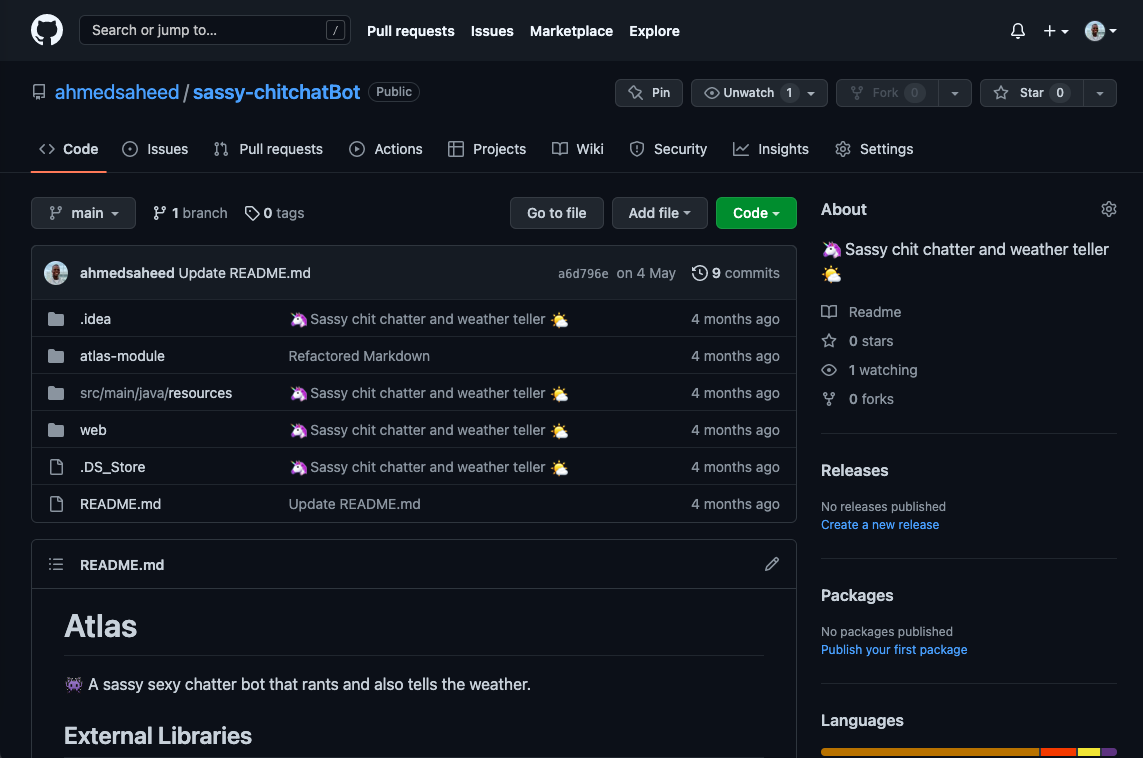 Search or jump to... /
Pull requests Issues Marketplace Explore
ahmedsaheed / sassy-chitchatBot Public
Pin Unwatch 1 Fork 0 Star 0
Code Issues Pull requests Actions Projects Wiki Security Insights Settings
main 1 branch 0 tags Go to file Add file Code
ahmedsaheed Update README.md a6d796e on 4 May 9 commits
.idea 🦄 Sassy chit chatter and weather teller 🌤 4 months ago
atlas-module Refactored Markdown 4 months ago
src/main/java/resources 🦄 Sassy chit chatter and weather teller 🌤 4 months ago
web 🦄 Sassy chit chatter and weather teller 🌤 4 months ago
.DS_Store 🦄 Sassy chit chatter and weather teller 🌤 4 months ago
README.md Update README.md 4 months ago
README.md
Atlas
👾 A sassy sexy chatter bot that rants and also tells the weather.
External Libraries
About
🦄 Sassy chit chatter and weather teller
🌤
Readme
0 stars
1 watching
0 forks
Releases
No releases published
Create a new release
Packages
No packages published
Publish your first package
Languages